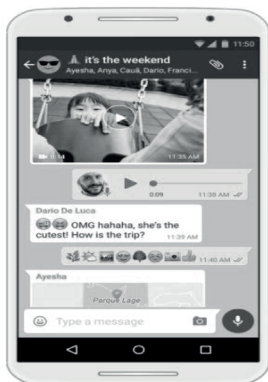 11:50
it's the weekend
Ayesha, Anya, Cauã, Dario, Franci...
0:14
11:35 AM
0:09
11:38 AM
Dario De Luca
OMG hahaha, she's the
cutest! How is the trip?
11:39 AM
11:40 AM
Ayesha
Parque Lage
Type a message